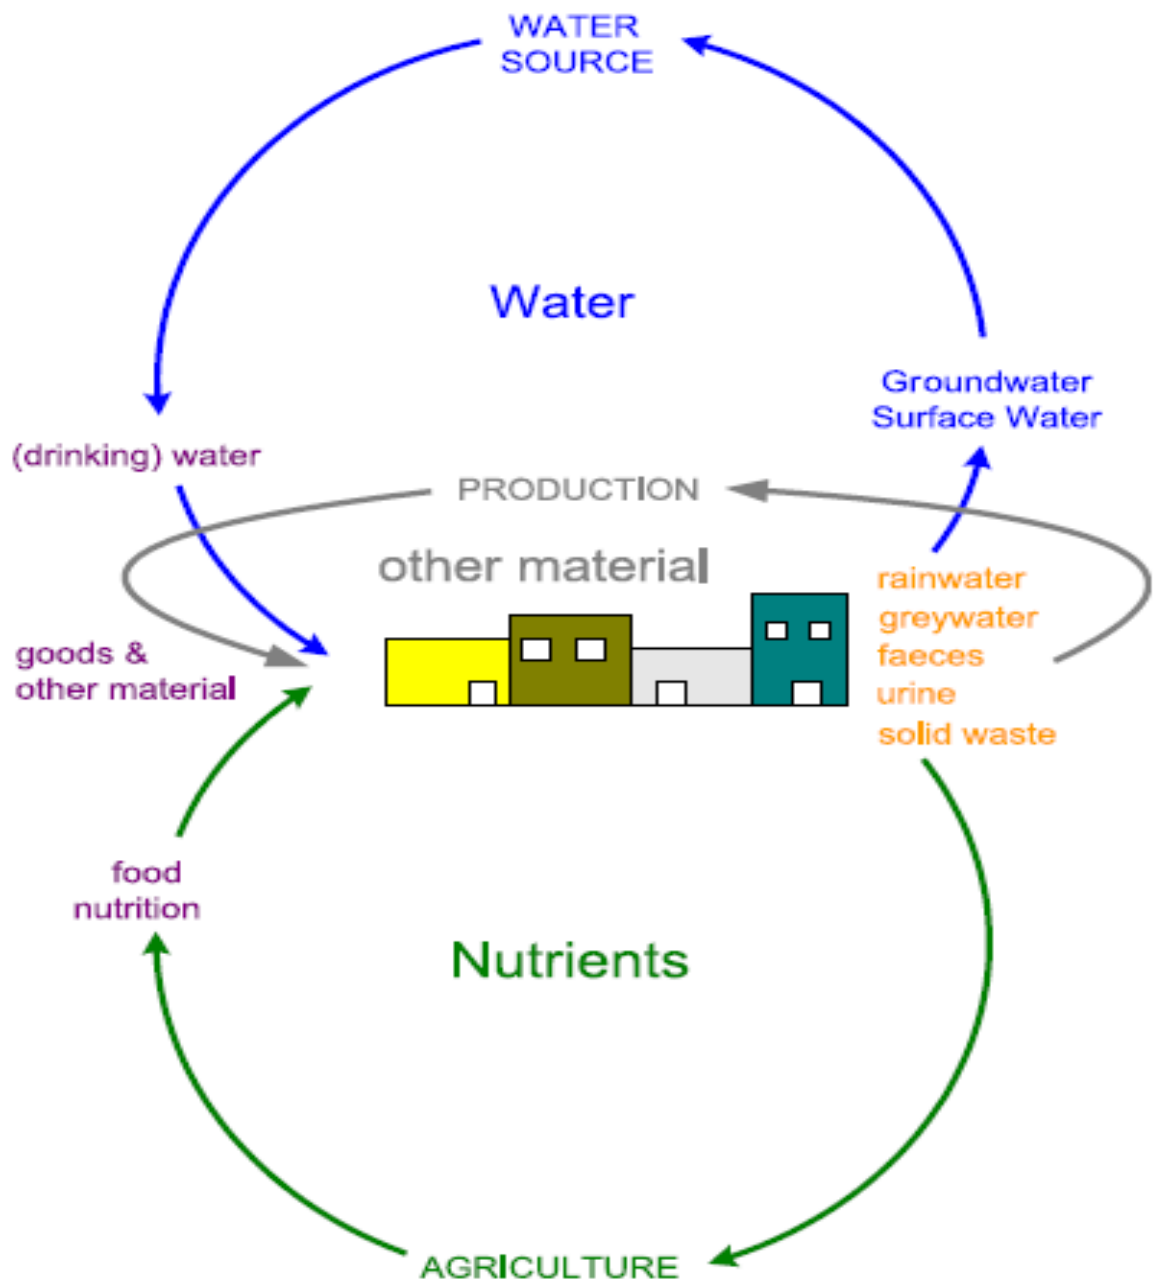 WATER
SOURCE
Water
Groundwater
Surface Water
(drinking) water
PRODUCTION
other material
rainwater
greywater
faeces
urine
solid waste
goods &
other material
food
nutrition
Nutrients
AGRICULTURE